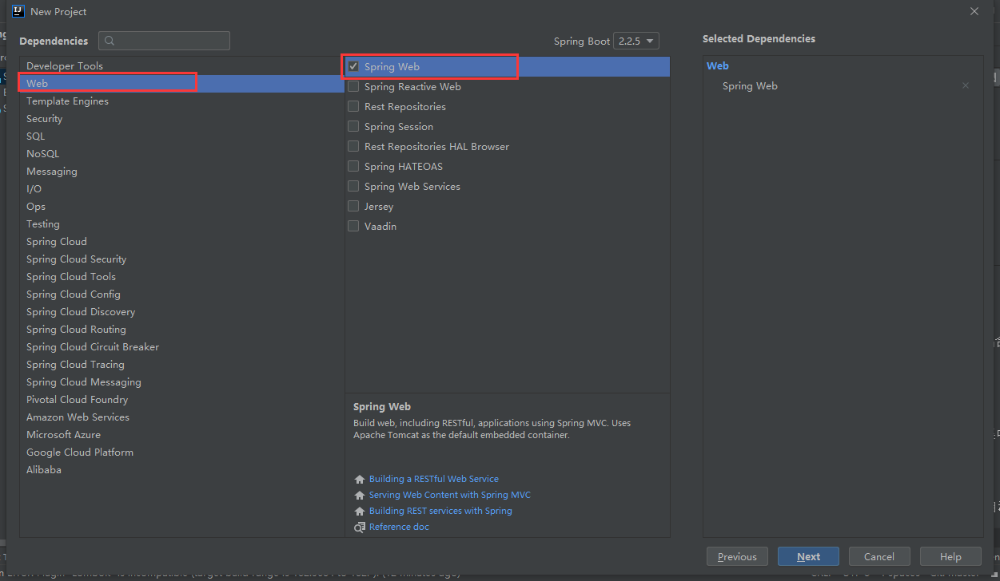 New Project
Dependencies
Spring Boot 2.2.5
Selected Dependencies
Developer Tools
Web
Template Engines
Security
SQL
NoSQL
Messaging
I/O
Ops
Testing
Spring Cloud
Spring Cloud Security
Spring Cloud Tools
Spring Cloud Config
Spring Cloud Discovery
Spring Cloud Routing
Spring Cloud Circuit Breaker
Spring Cloud Tracing
Spring Cloud Messaging
Pivotal Cloud Foundry
Amazon Web Services
Microsoft Azure
Google Cloud Platform
Alibaba
Spring Web
Spring Reactive Web
Rest Repositories
Spring Session
Rest Repositories HAL Browser
Spring HATEOAS
Spring Web Services
Jersey
Vaadin
Spring Web
Build web, including RESTful, applications using Spring MVC. Uses
Apache Tomcat as the default embedded container.
Building a RESTful Web Service
Serving Web Content with Spring MVC
Building REST services with Spring
Reference doc
Web
Spring Web
Previous
Next
Cancel
Help